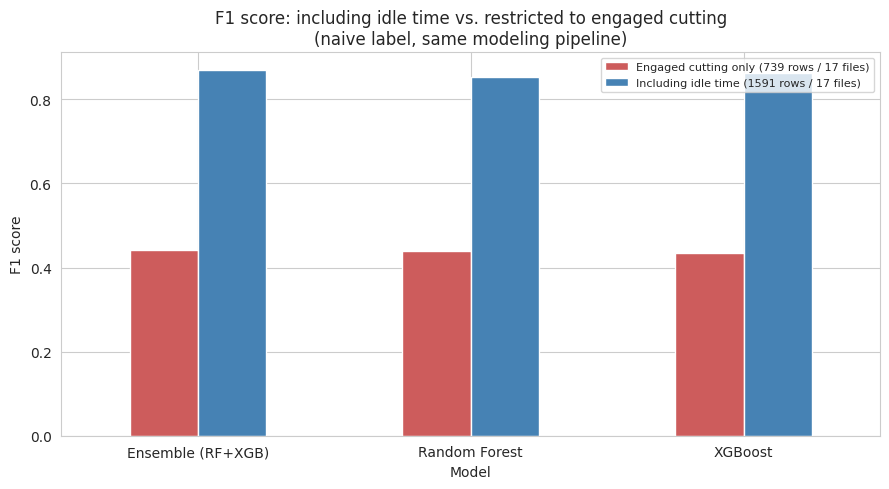 F1 score: including idle time vs. restricted to engaged cutting
(naive label, same modeling pipeline)
Engaged cutting only (739 rows / 17 files)
Including idle time (1591 rows / 17 files)
F1 score
0.8
0.6
0.4
0.2
0.0
Ensemble (RF+XGB)
Random Forest
XGBoost
Model